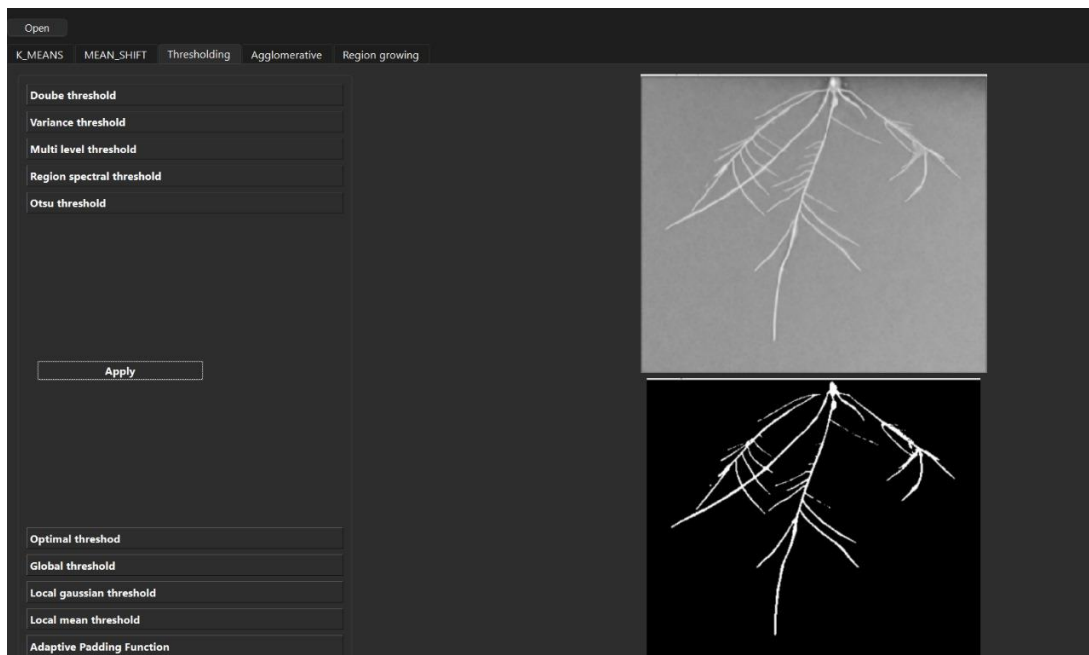 Open
K_MEANS MEAN_SHIFT Thresholding Agglomerative Region growing
Doube threshold
Variance threshold
Multi level threshold
Region spectral threshold
Otsu threshold
Apply
Optimal threshod
Global threshold
Local gaussian threshold
Local mean threshold
Adaptive Padding Function